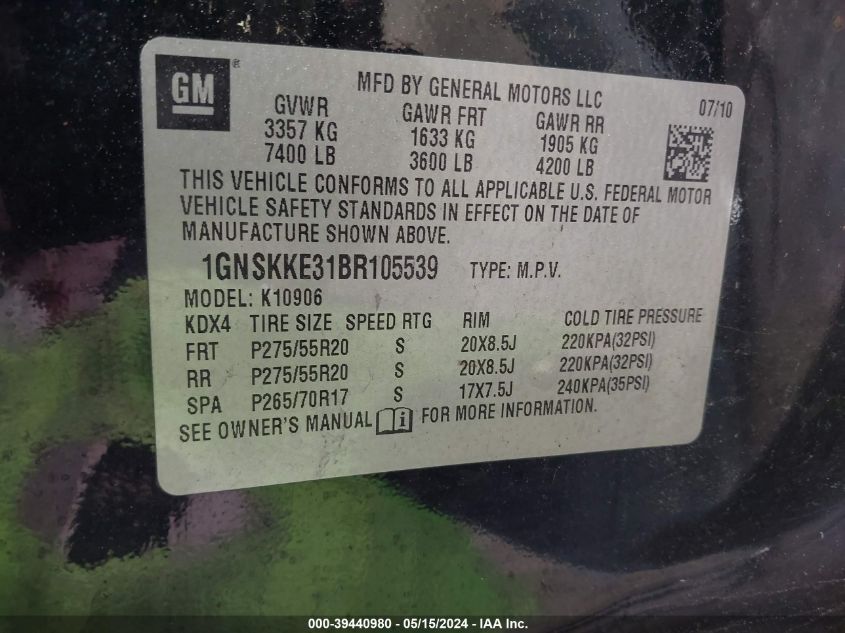 GM®
MFD BY GENERAL MOTORS LLC 07/10
GVWR GAWR FRT GAWR RR
3357 KG 1633 KG 1905 KG
7400 LB 3600 LB 4200 LB
THIS VEHICLE CONFORMS TO ALL APPLICABLE U.S. FEDERAL MOTOR
VEHICLE SAFETY STANDARDS IN EFFECT ON THE DATE OF
MANUFACTURE SHOWN ABOVE.
1GNSKKE31BR105539 TYPE: M.P.V.
MODEL: K10906
KDX4 TIRE SIZE SPEED RTG RIM COLD TIRE PRESSURE
FRT P275/55R20 S 20X8.5J 220KPA(32PSI)
RR P275/55R20 S 20X8.5J 220KPA(32PSI)
SPA P265/70R17 S 17X7.5J 240KPA(35PSI)
SEE OWNER'S MANUAL i FOR MORE INFORMATION.
000-39440980 - 05/15/2024 - IAA Inc.